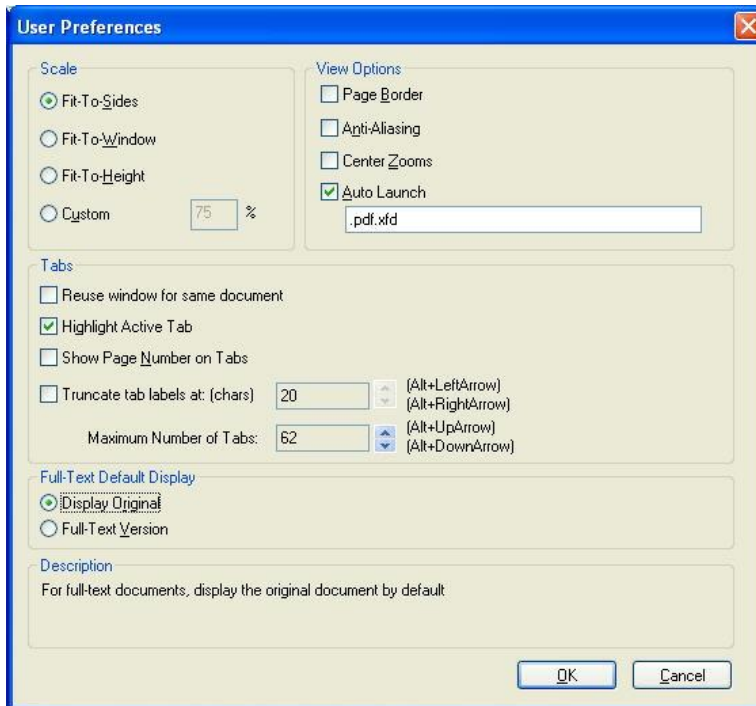 User Preferences
Scale
Fit-To-Sides
Fit-To-Window
Fit-To-Height
Custom 75 %
View Options
Page Border
Anti-Aliasing
Center Zooms
Auto Launch
.pdf.xfd
Tabs
Reuse window for same document
Highlight Active Tab
Show Page Number on Tabs
Truncate tab labels at: (chars) 20 (Alt+LeftArrow)
(Alt+RightArrow)
Maximum Number of Tabs: 62 (Alt+UpArrow)
(Alt+DownArrow)
Full-Text Default Display
Display Original
Full-Text Version
Description
For full-text documents, display the original document by default
OK Cancel